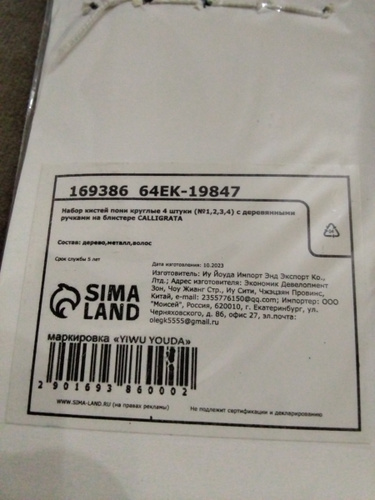 169386 64EK-19847
Набор кистей пони круглые 4 штуки (№1,2,3,4) с деревянными
ручками на блистере CALLIGRATA
Состав: дерево,металл,волос
Срок службы 5 лет
Дата изготовления: 10.2023
Изготовитель: Иу Йоуда Импорт Энд Экспорт Ко.,
Лтд.; Адрес изготовителя: Экономик Девелопмент
Зон, Чоу Жианг Стр., Иу Сити, Чжэцзян Провинс,
Китай, e-mail: 2355776150@qq.com; Импортер: ООО
"Моисей", Россия, 620010, г. Екатеринбург, ул.
Черняховского, д. 86, офис 27, эл.почта:
olegk5555@gmail.ru
SIMA
LAND
маркировка «YIWU YOUDA»
2 901693 860002
WWW.SIMA-LAND.RU (на правах рекламы)
Не подлежит сертификации и декларированию